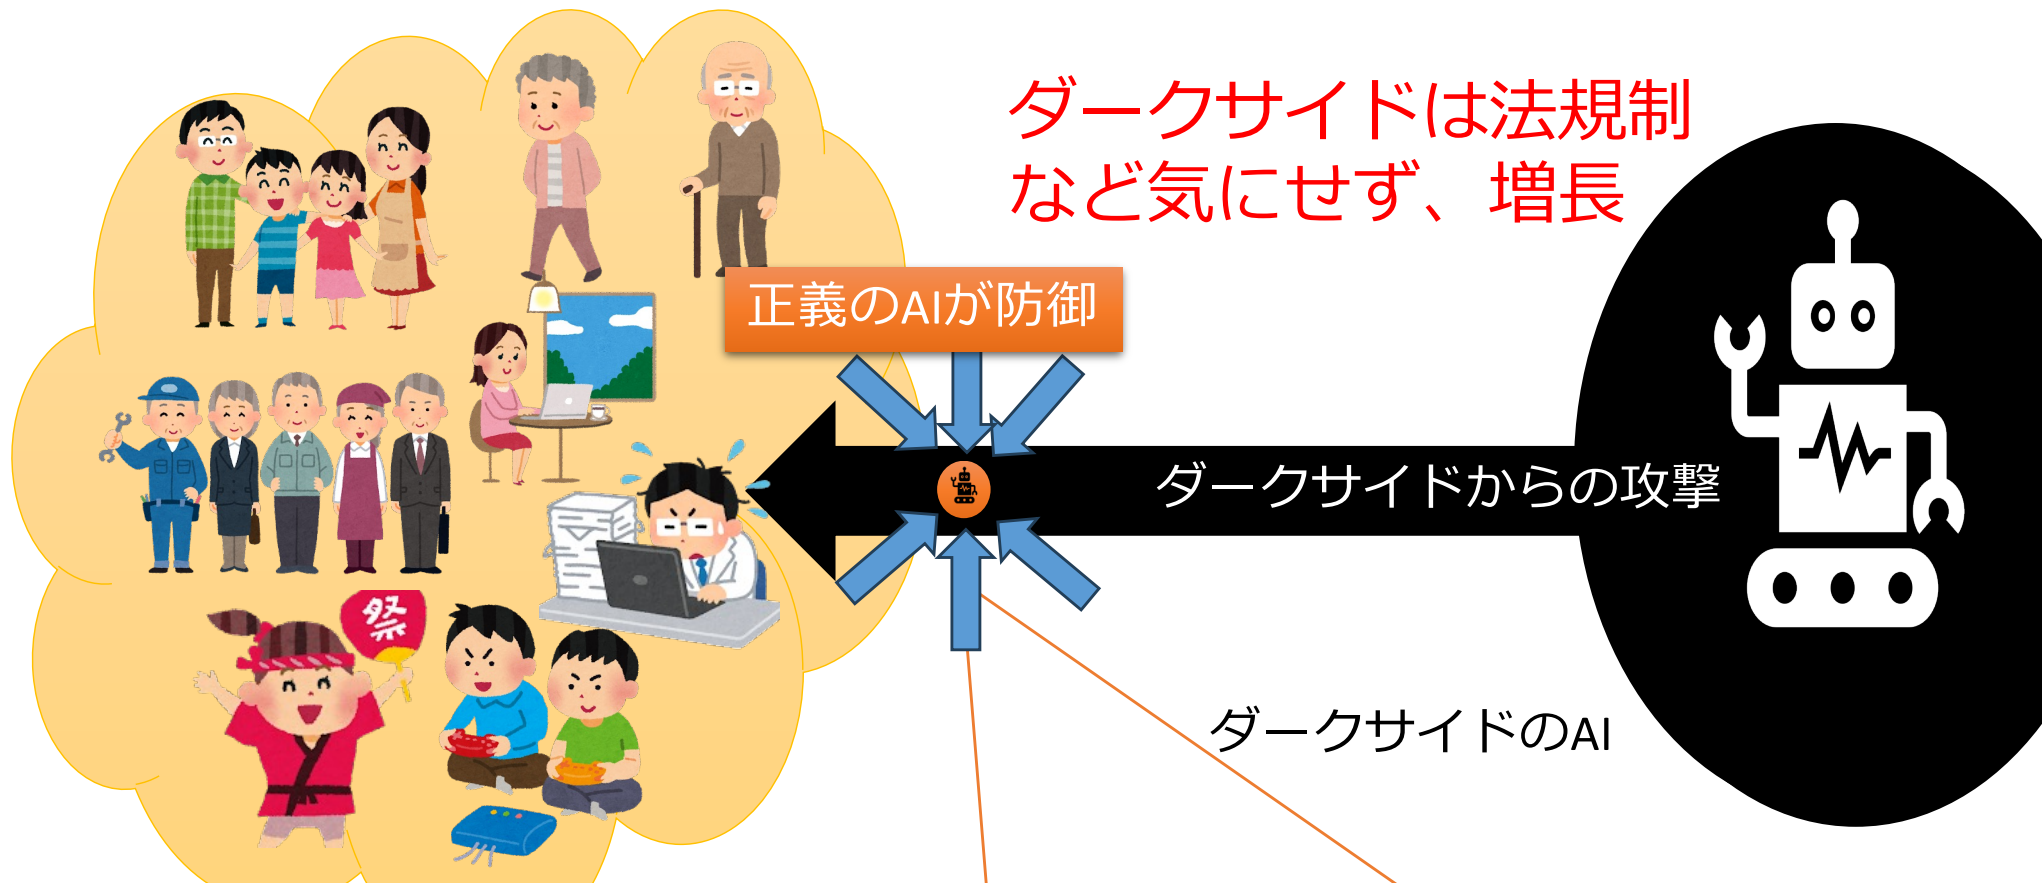 ダークサイドは法規制
など気にせず、増長
正義のAIが防御
ダークサイドからの攻撃
祭
ダークサイドのAI